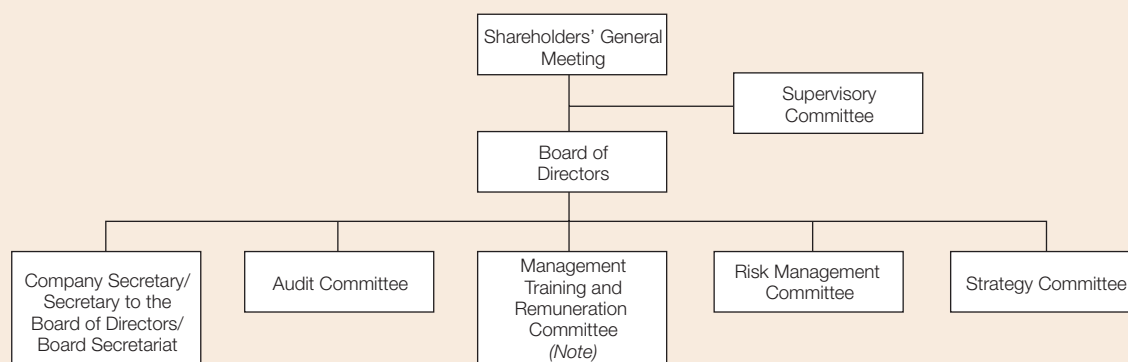 Shareholders’ General
Meeting
Supervisory
Committee
Board of
Directors
Company Secretary/
Secretary to the
Board of Directors/
Board Secretariat
Audit Committee
Management
Training and
Remuneration
Committee
(Note)
Risk Management
Committee
Strategy Committee